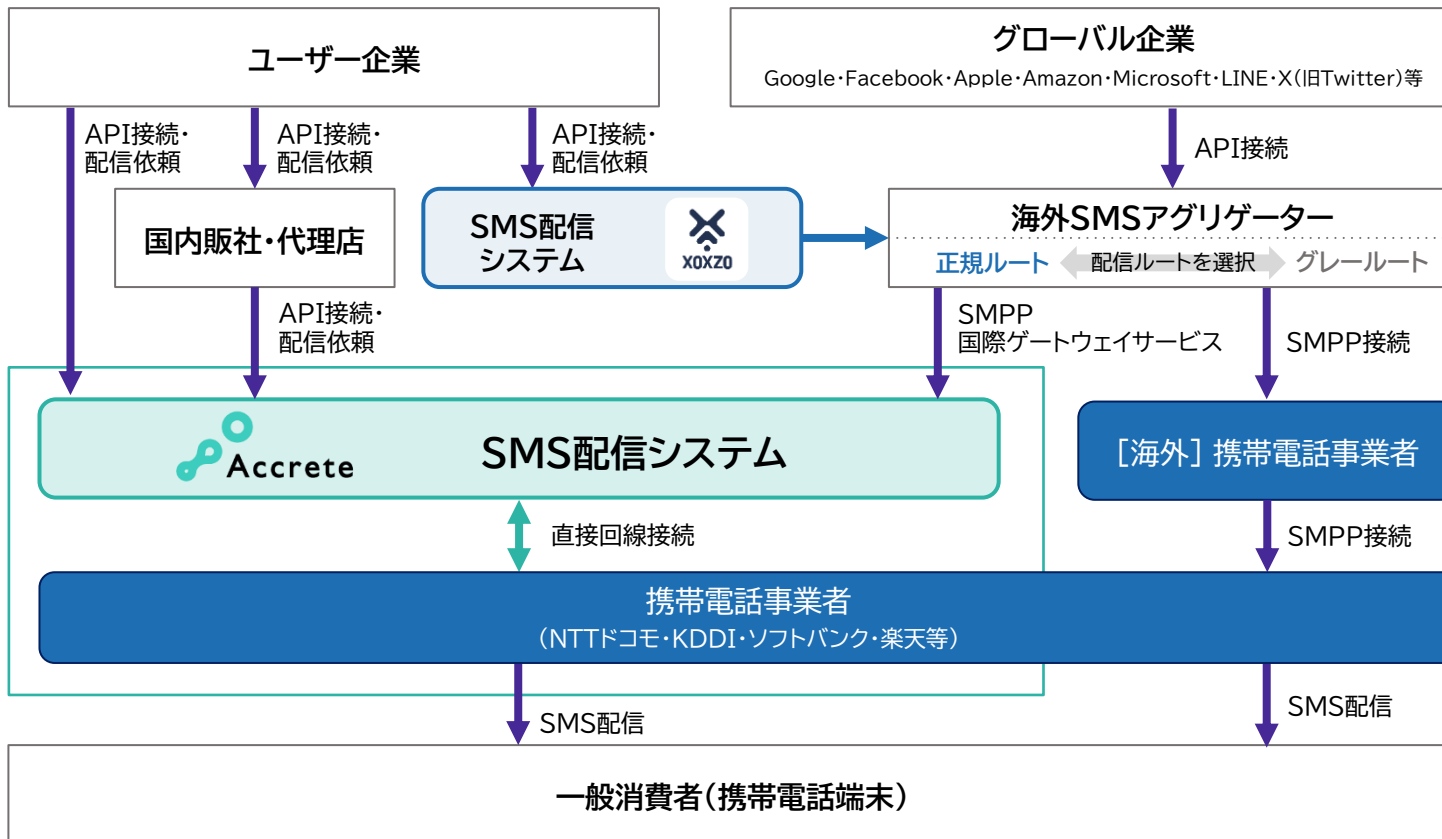 ユーザー企業
グローバル企業
Google・Facebook・Apple・Amazon・Microsoft・LINE・X(旧Twitter)等
API接続・
配信依頼
API接続・
配信依頼
API接続・
配信依頼
API接続
国内販社・代理店
SMS配信
システム
XOXZO
海外SMSアグリゲーター
正規ルート
配信ルートを選択
グレールート
API接続・
配信依頼
SMPP
国際ゲートウェイサービス
SMPP接続
Accrete
SMS配信システム
[海外] 携帯電話事業者
直接回線接続
SMPP接続
携帯電話事業者
(NTTドコモ・KDDI・ソフトバンク・楽天等)
SMS配信
SMS配信
一般消費者(携帯電話端末)